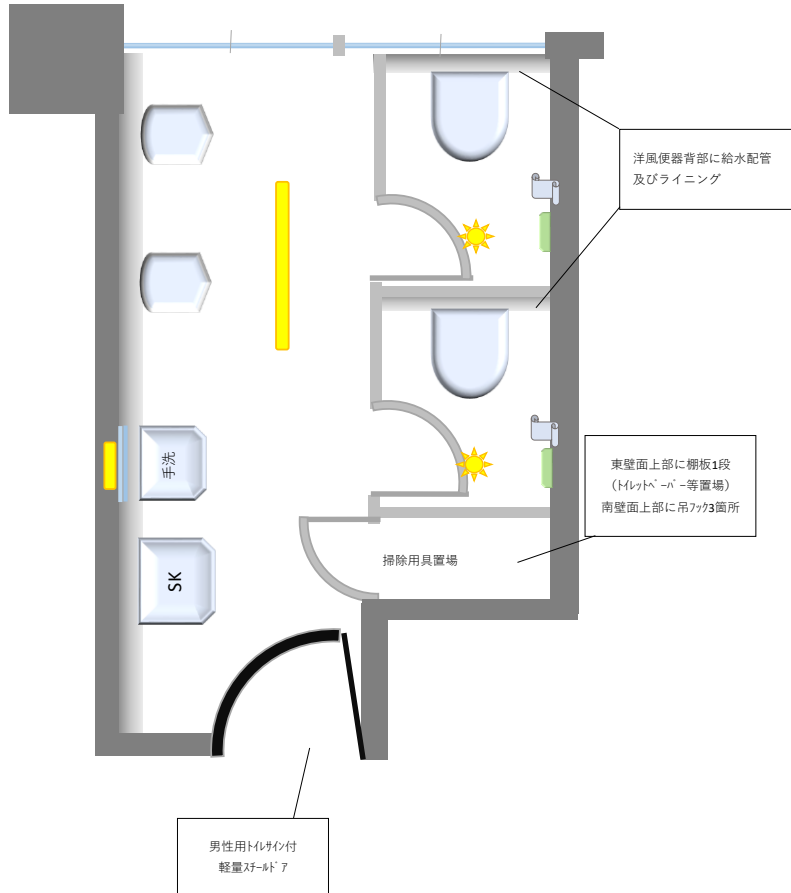 洋風便器背部に給水配管
及びライニング
手洗
東壁面上部に棚板1段
（ﾄｲﾚｯﾄﾍﾟｰﾊﾟｰ等置場）
南壁面上部に吊ﾌｯｸ3箇所
掃除用具置場
SK
男性用ﾄｲﾚｻｲﾝ付
軽量ｽﾁｰﾙﾄﾞｱ